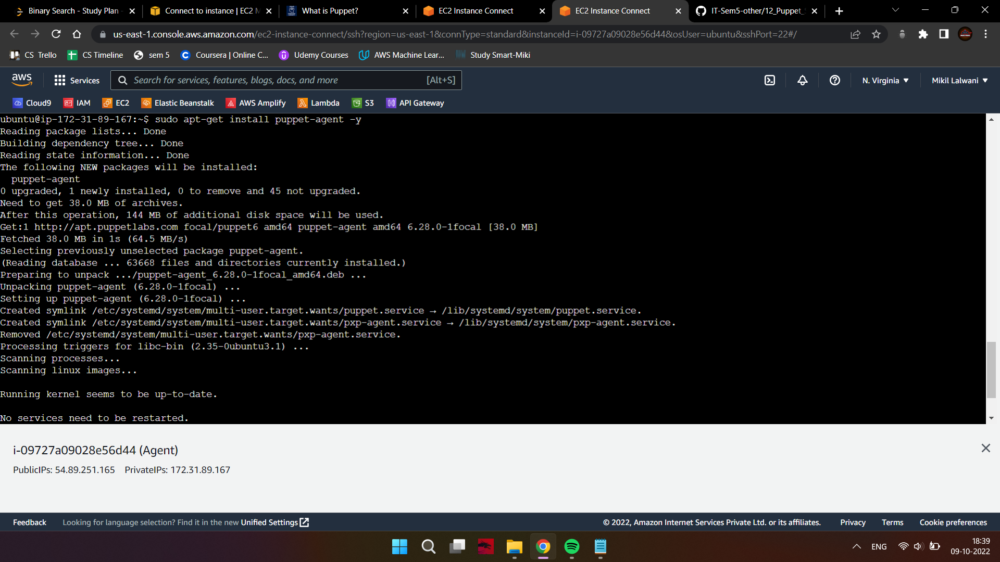 Binary Search - Study Plan -
Connect to instance | EC2 M
What is Puppet?
EC2 Instance Connect
EC2 Instance Connect
IT-Sem5-other/12_Puppet_
us-east-1.console.aws.amazon.com/ec2-instance-connect/ssh?region=us-east-1&connType=standard&instanceId=i-09727a09028e56d44&osUser=ubuntu&sshPort=22#/
CS Trello
CS Timeline
sem 5
Coursera | Online C...
Udemy Courses
AWS Machine Lear...
Study Smart-Miki
aws
Services
Search for services, features, blogs, docs, and more
[Alt+S]
N. Virginia
Mikil Lalwani
Cloud9
IAM
EC2
Elastic Beanstalk
AWS Amplify
Lambda
S3
API Gateway
ubuntu@ip-172-31-89-167:~$ sudo apt-get install puppet-agent -y
Reading package lists... Done
Building dependency tree... Done
Reading state information... Done
The following NEW packages will be installed:
puppet-agent
0 upgraded, 1 newly installed, 0 to remove and 45 not upgraded.
Need to get 38.0 MB of archives.
After this operation, 144 MB of additional disk space will be used.
Get:1 http://apt.puppetlabs.com focal/puppet6 amd64 puppet-agent amd64 6.28.0-1focal [38.0 MB]
Fetched 38.0 MB in 1s (64.5 MB/s)
Selecting previously unselected package puppet-agent.
(Reading database ... 63668 files and directories currently installed.)
Preparing to unpack .../puppet-agent_6.28.0-1focal_amd64.deb ...
Unpacking puppet-agent (6.28.0-1focal) ...
Setting up puppet-agent (6.28.0-1focal) ...
Created symlink /etc/systemd/system/multi-user.target.wants/puppet.service → /lib/systemd/system/puppet.service.
Created symlink /etc/systemd/system/multi-user.target.wants/pxp-agent.service → /lib/systemd/system/pxp-agent.service.
Removed /etc/systemd/system/multi-user.target.wants/pxp-agent.service.
Processing triggers for libc-bin (2.35-0ubuntu3.1) ...
Scanning processes...
Scanning linux images...
Running kernel seems to be up-to-date.
No services need to be restarted.
i-09727a09028e56d44 (Agent)
PublicIPs: 54.89.251.165 PrivateIPs: 172.31.89.167
Feedback
Looking for language selection? Find it in the new Unified Settings
© 2022, Amazon Internet Services Private Ltd. or its affiliates.
Privacy
Terms
Cookie preferences
ENG
18:39
09-10-2022